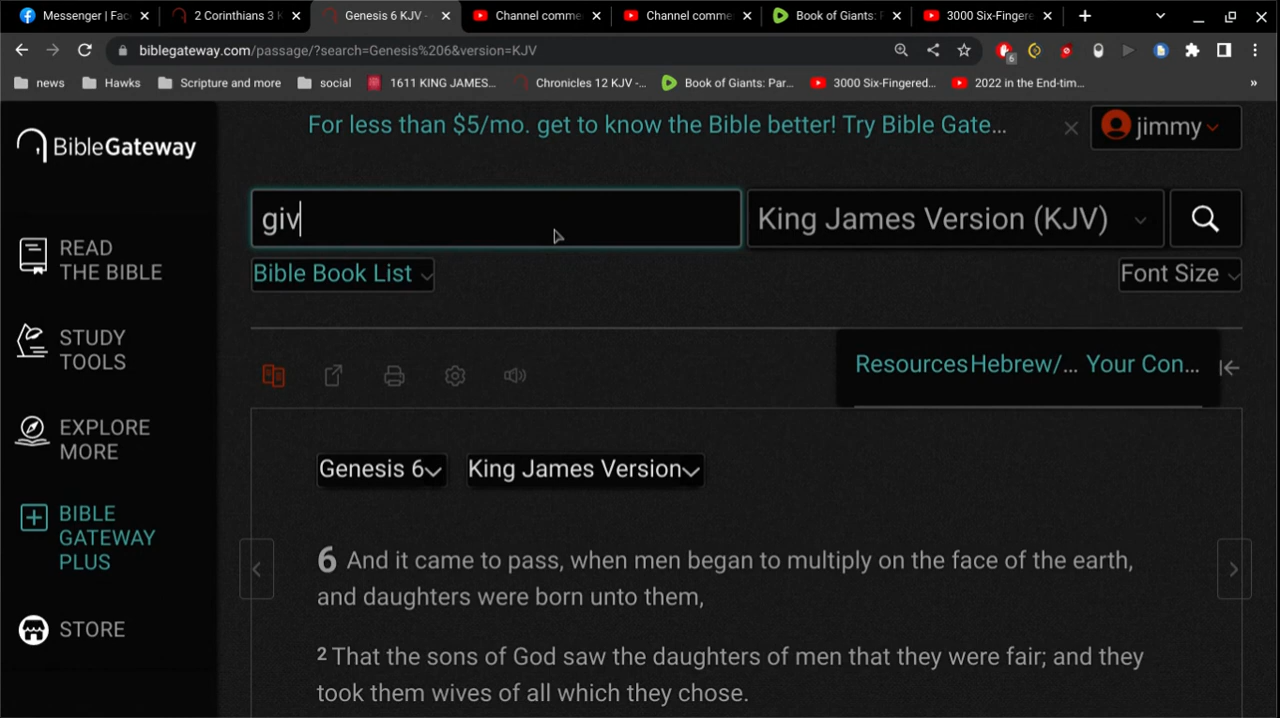 Messenger | Fac
2 Corinthians 3 K
Genesis 6 KJV -
Channel comme
Channel comme
Book of Giants: P
3000 Six-Fingere
biblegateway.com/passage/?search=Genesis%206&version=KJV
6
news
Hawks
Scripture and more
social
1611 KING JAMES...
Chronicles 12 KJV -...
Book of Giants: Par...
3000 Six-Fingered...
2022 in the End-tim...
»
BibleGateway
For less than $5/mo. get to know the Bible better! Try Bible Gate...
jimmy
giv
King James Version (KJV)
Bible Book List
Font Size
READ
THE BIBLE
STUDY
TOOLS
EXPLORE
MORE
BIBLE
GATEWAY
PLUS
STORE
Resources
Hebrew/...
Your Con...
Genesis 6
King James Version
6 And it came to pass, when men began to multiply on the face of the earth,
and daughters were born unto them,
2 That the sons of God saw the daughters of men that they were fair; and they
took them wives of all which they chose.